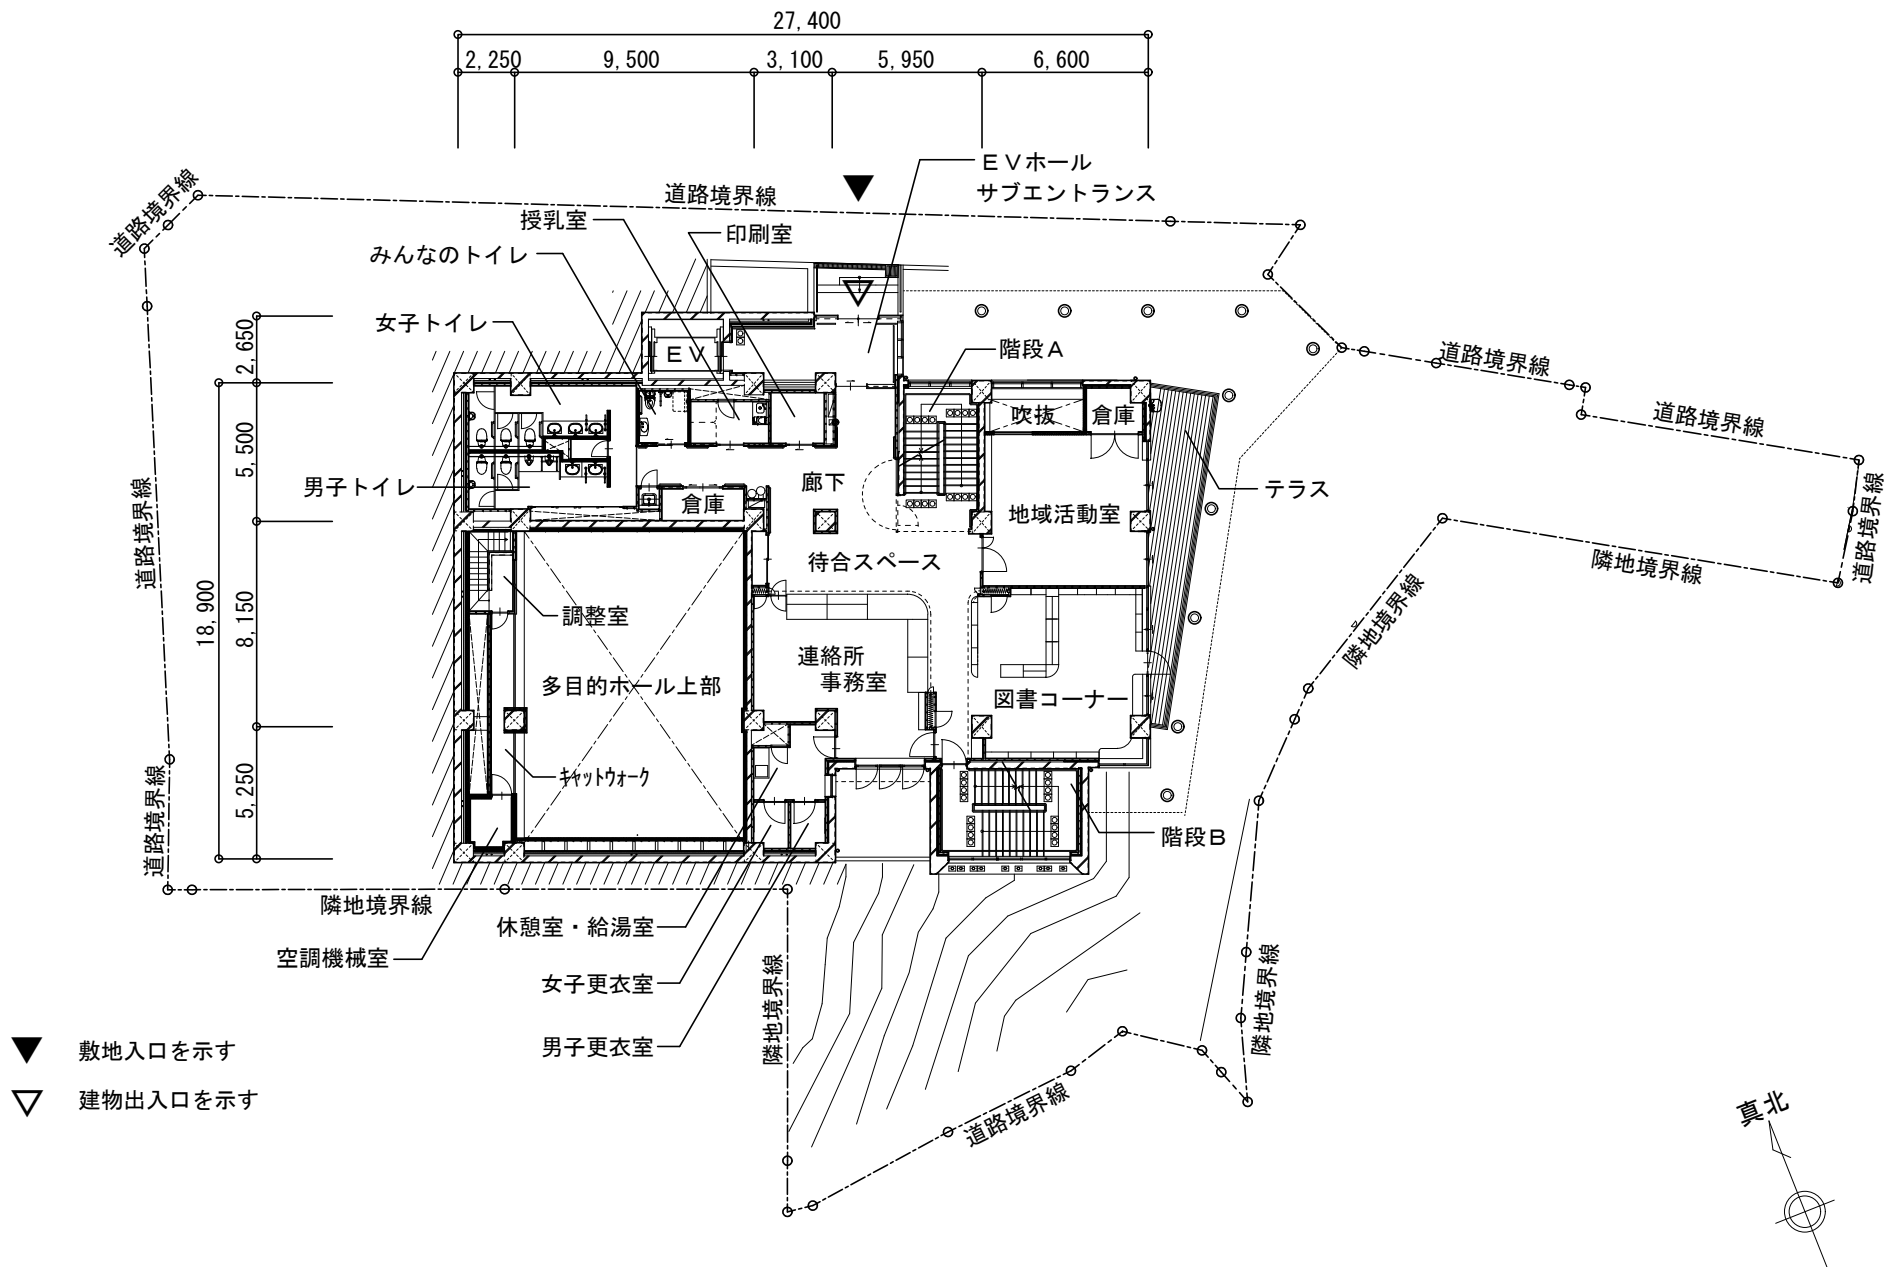 27,400
2,250
9,500
3,100
5,950
6,600
EVホール
サブエントランス
道路境界線
道路境界線
授乳室
印刷室
みんなのトイレ
女子トイレ
EV
階段A
道路境界線
2,650
吹抜
倉庫
道路境界線
5,500
男子トイレ
廊下
倉庫
地域活動室
テラス
道路境界線
道路境界線
待合スペース
隣地境界線
18,900
8,150
調整室
隣地境界線
連絡所
事務室
多目的ホール上部
図書コーナー
キャットウォーク
5,250
道路境界線
階段B
隣地境界線
休憩室・給湯室
空調機械室
女子更衣室
隣地境界線
隣地境界線
男子更衣室
▼ 敷地入口を示す
▽ 建物出入口を示す
道路境界線
真北